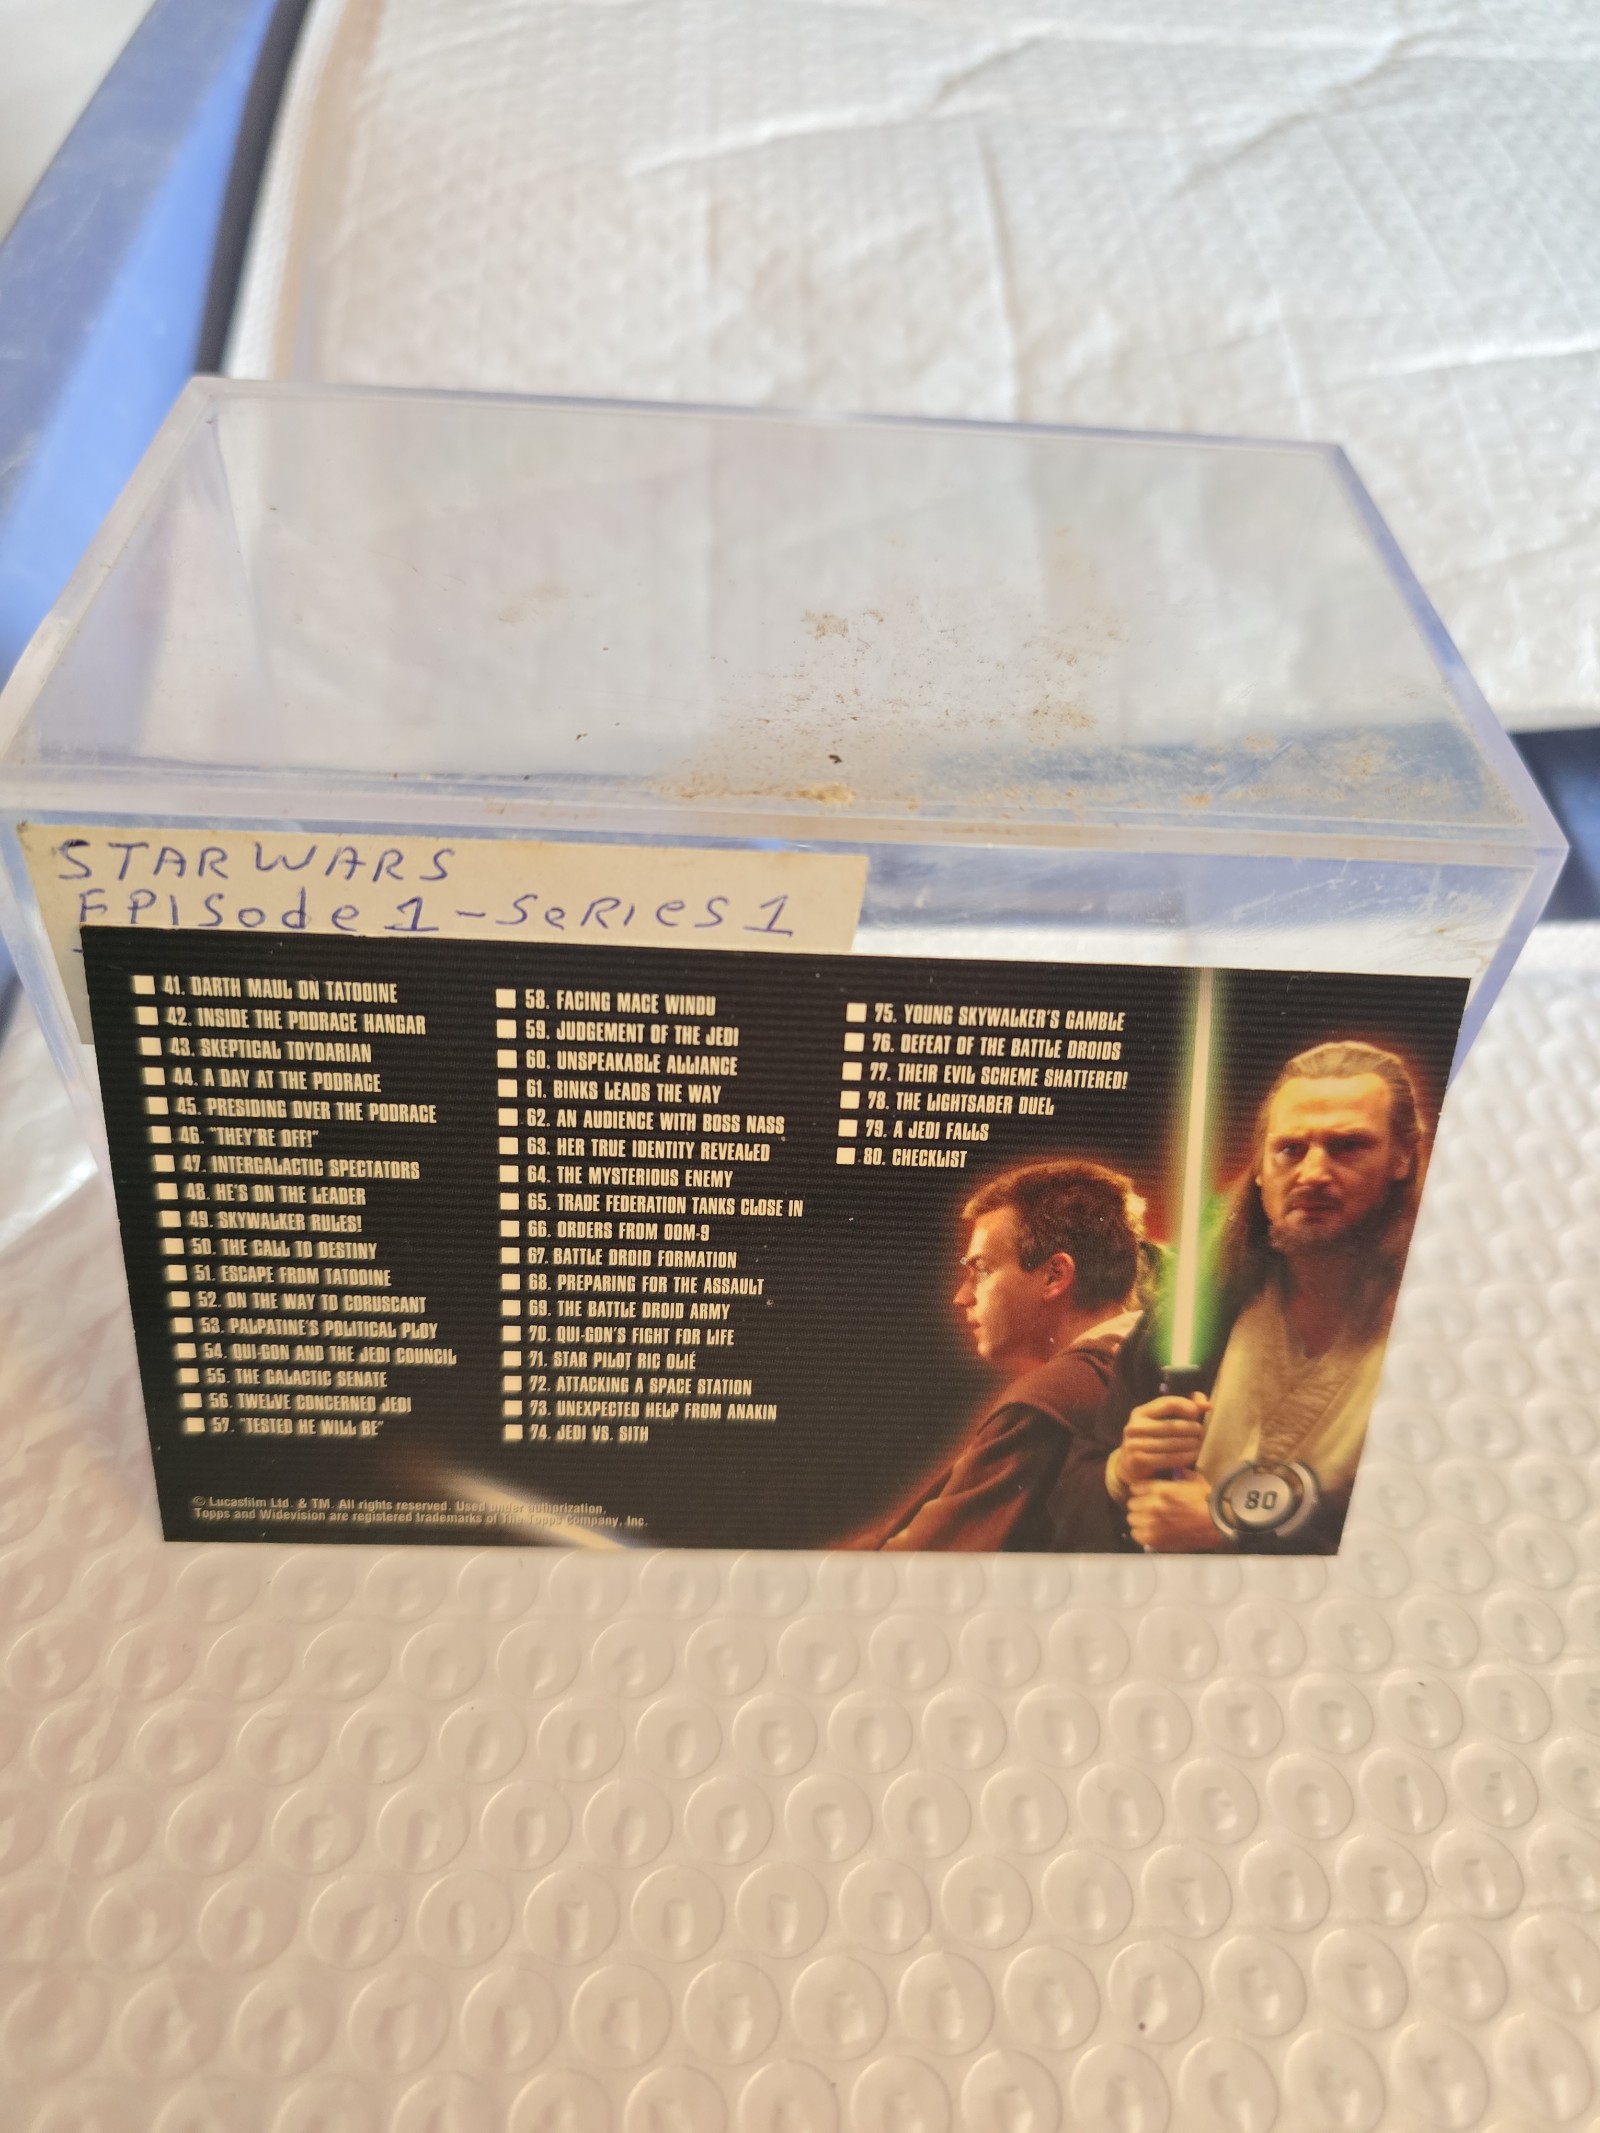 STAR WARS
EPISode 1 - SeRIeS 1
41. DARTH MAUL ON TATOOINE
42. INSIDE THE PODRACE HANGAR
43. SKEPTICAL TOYDARIAN
44. A DAY AT THE PODRACE
45. PRESIDING OVER THE PODRACE
46. "THEY'RE OFF!"
47. INTERGALACTIC SPECTATORS
48. HE'S ON THE LEADER
49. SKYWALKER RULES!
50. THE CALL TO DESTINY
51. ESCAPE FROM TATOOINE
52. ON THE WAY TO CORUSCANT
53. PALPATINE'S POLITICAL PLOY
54. QUI-GON AND THE JEDI COUNCIL
55. THE GALACTIC SENATE
56. TWELVE CONCERNED JEDI
57. "TESTED HE WILL BE"
58. FACING MACE WINDU
59. JUDGEMENT OF THE JEDI
60. UNSPEAKABLE ALLIANCE
61. BINKS LEADS THE WAY
62. AN AUDIENCE WITH BOSS NASS
63. HER TRUE IDENTITY REVEALED
64. THE MYSTERIOUS ENEMY
65. TRADE FEDERATION TANKS CLOSE IN
66. ORDERS FROM OOM-9
67. BATTLE DROID FORMATION
68. PREPARING FOR THE ASSAULT
69. THE BATTLE DROID ARMY
70. QUI-GON'S FIGHT FOR LIFE
71. STAR PILOT RIC OLIÉ
72. ATTACKING A SPACE STATION
73. UNEXPECTED HELP FROM ANAKIN
74. JEDI VS. SITH
75. YOUNG SKYWALKER'S GAMBLE
76. DEFEAT OF THE BATTLE DROIDS
77. THEIR EVIL SCHEME SHATTERED!
78. THE LIGHTSABER DUEL
79. A JEDI FALLS
80. CHECKLIST
© Lucasfilm Ltd. & TM. All rights reserved. Used under authorization.
Topps and Widevision are registered trademarks of The Topps Company, Inc.
80